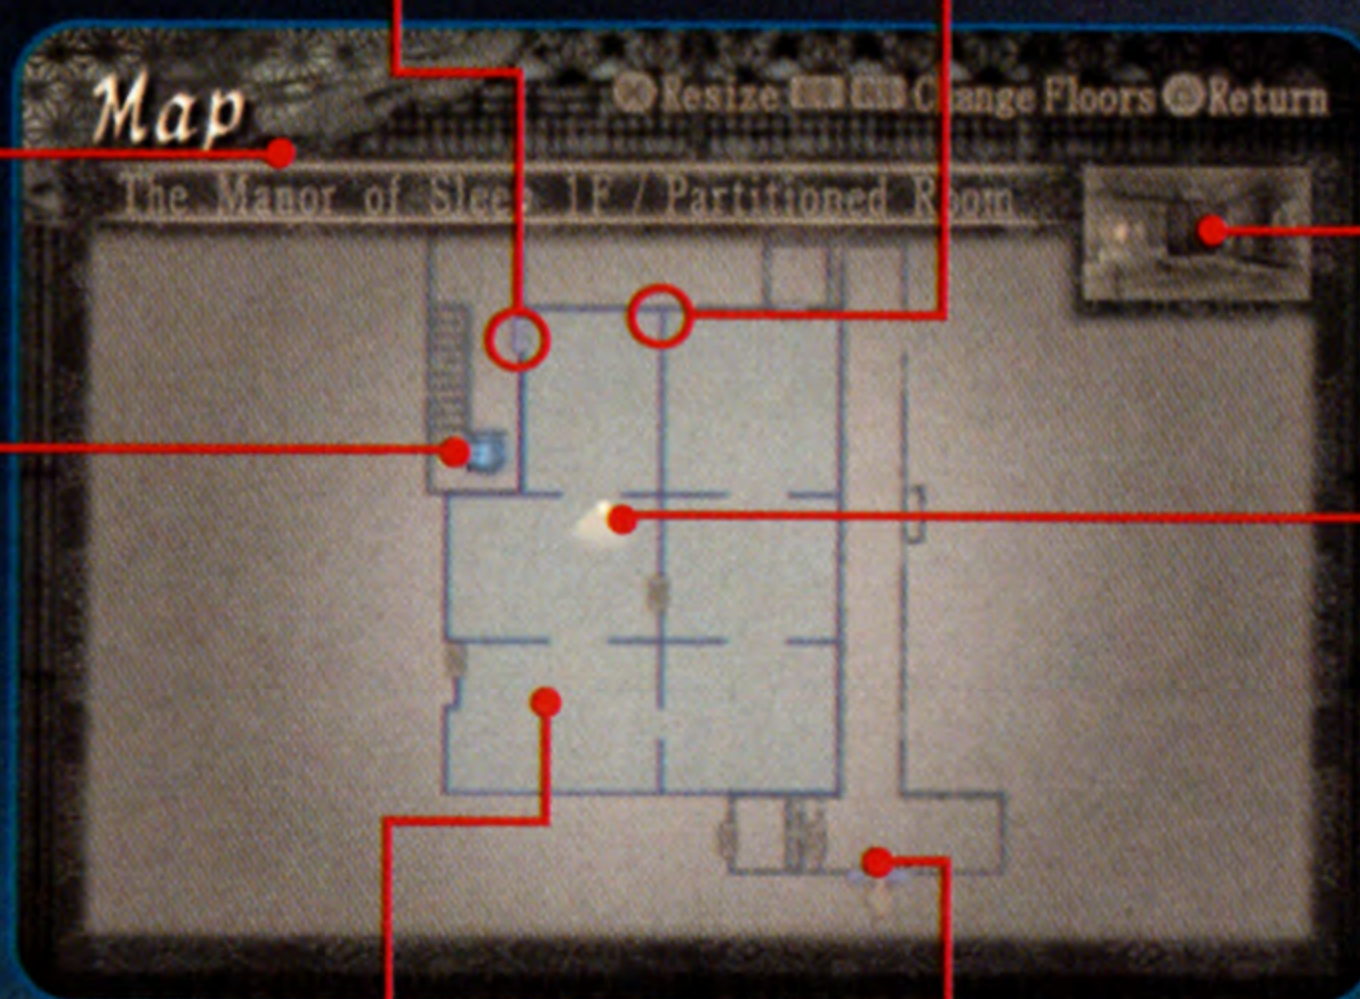 Map
Resize Change Floors Return
The Manor of Sleep 1F / Partitioned Room